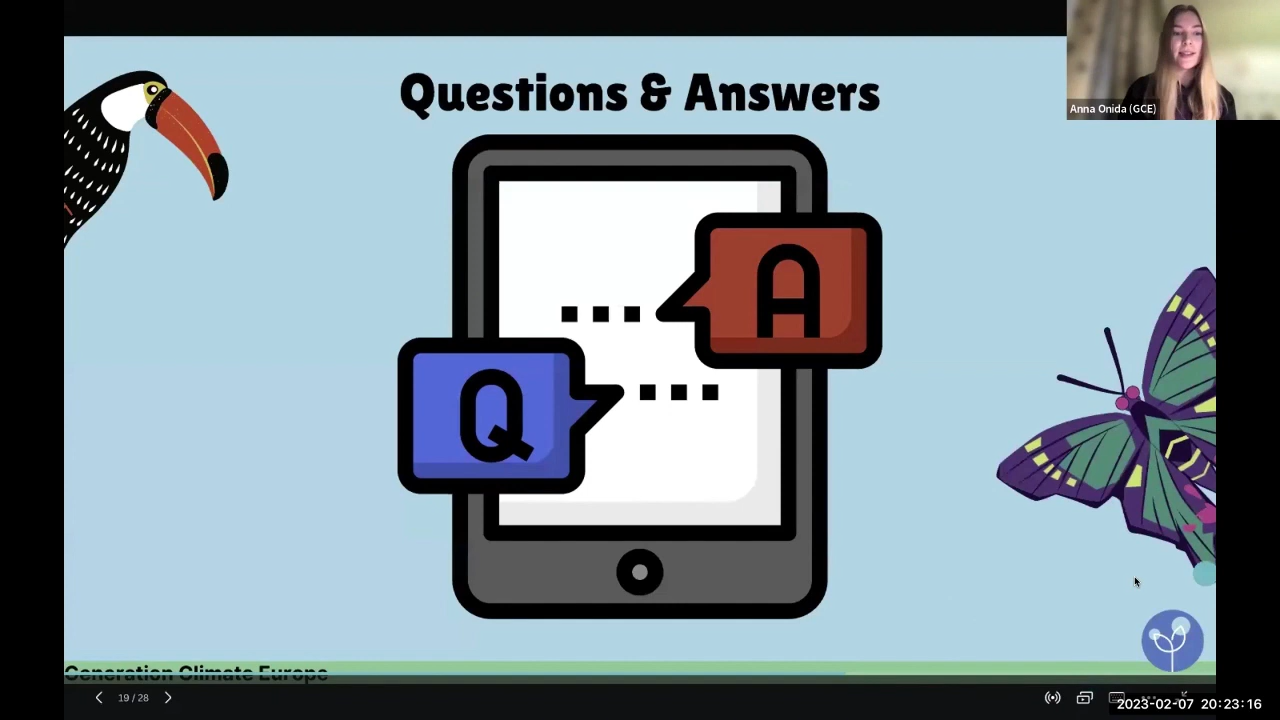 Questions & Answers
Anna Onida (GCE)
A
Q
Generation Climate Europe
19 / 28
2023-02-07 20:23:16